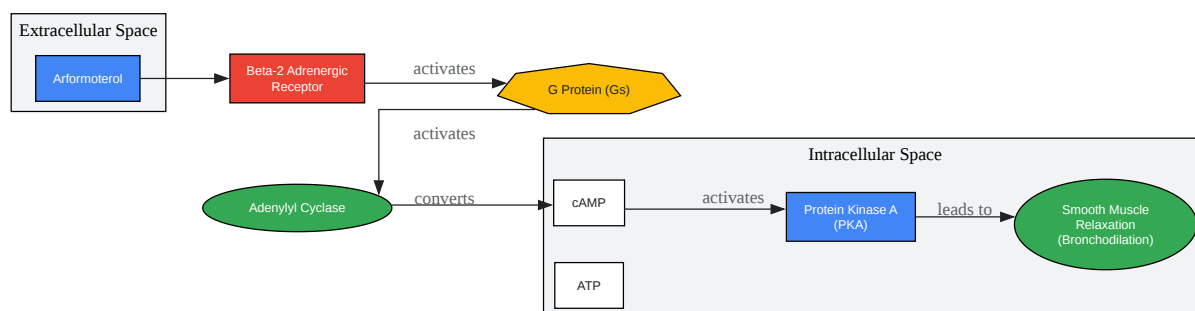 Extracellular Space
Arformoterol
Beta-2 Adrenergic
Receptor
activates
G Protein (Gs)
activates
Adenylyl Cyclase
converts
Intracellular Space
cAMP
activates
Protein Kinase A
(PKA)
leads to
Smooth Muscle
Relaxation
(Bronchodilation)
ATP